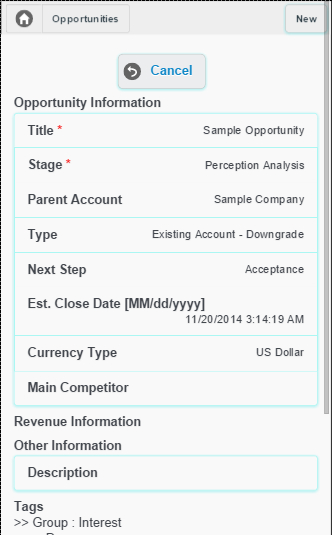 Opportunities New
Cancel
Opportunity Information
Title * Sample Opportunity
Stage * Perception Analysis
Parent Account Sample Company
Type Existing Account - Downgrade
Next Step Acceptance
Est. Close Date [MM/dd/yyyy]
11/20/2014 3:14:19 AM
Currency Type US Dollar
Main Competitor
Revenue Information
Other Information
Description
Tags
>> Group : Interest